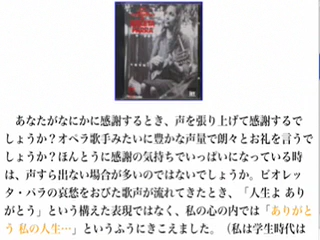 あなたがなにかに感謝するとき、声を張り上げて感謝するで
しょうか？オペラ歌手みたいに豊かな声量で朗々とお礼を言うで
しょうか？ほんとうに感謝の気持ちでいっぱいになっている時
は、声すら出ない場合が多いのではないでしょうか。ビオレッ
タ・パラの哀愁をおびた歌声が流れてきたとき、「人生よ あり
がとう」という構えた表現ではなく、私の心の内では「ありがと
う 私の人生…」というふうにきこえました。（私は学生時代は